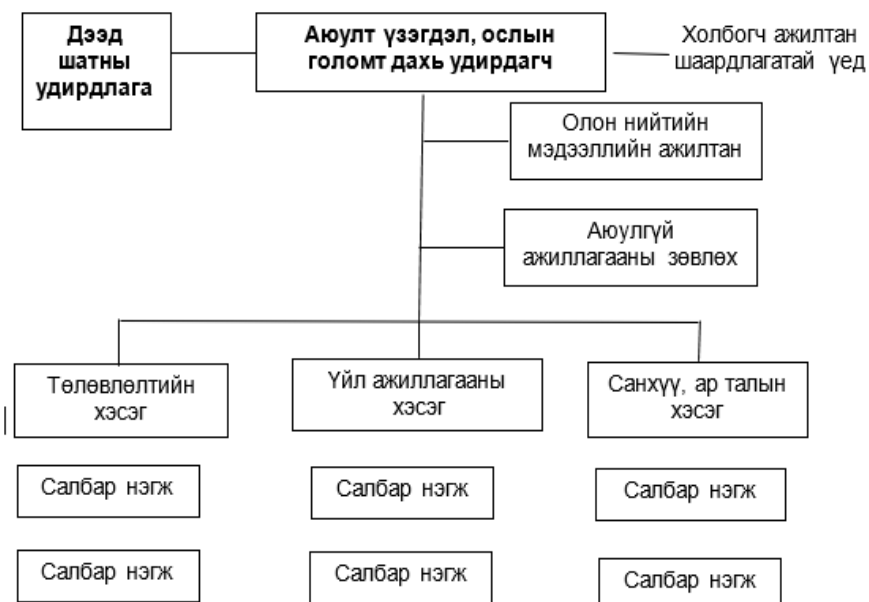 Дээд
шатны
удирдлага
Аюулт үзэгдэл, ослын
голомт дахь удирдагч
Холбогч ажилтан
шаардлагатай үед
Олон нийтийн
мэдээллийн ажилтан
Аюулгүй
ажиллагааны зөвлөх
Төлөвлөлтийн
хэсэг
Үйл ажиллагааны
хэсэг
Санхүү, ар талын
хэсэг
Салбар нэгж
Салбар нэгж
Салбар нэгж
Салбар нэгж
Салбар нэгж
Салбар нэгж